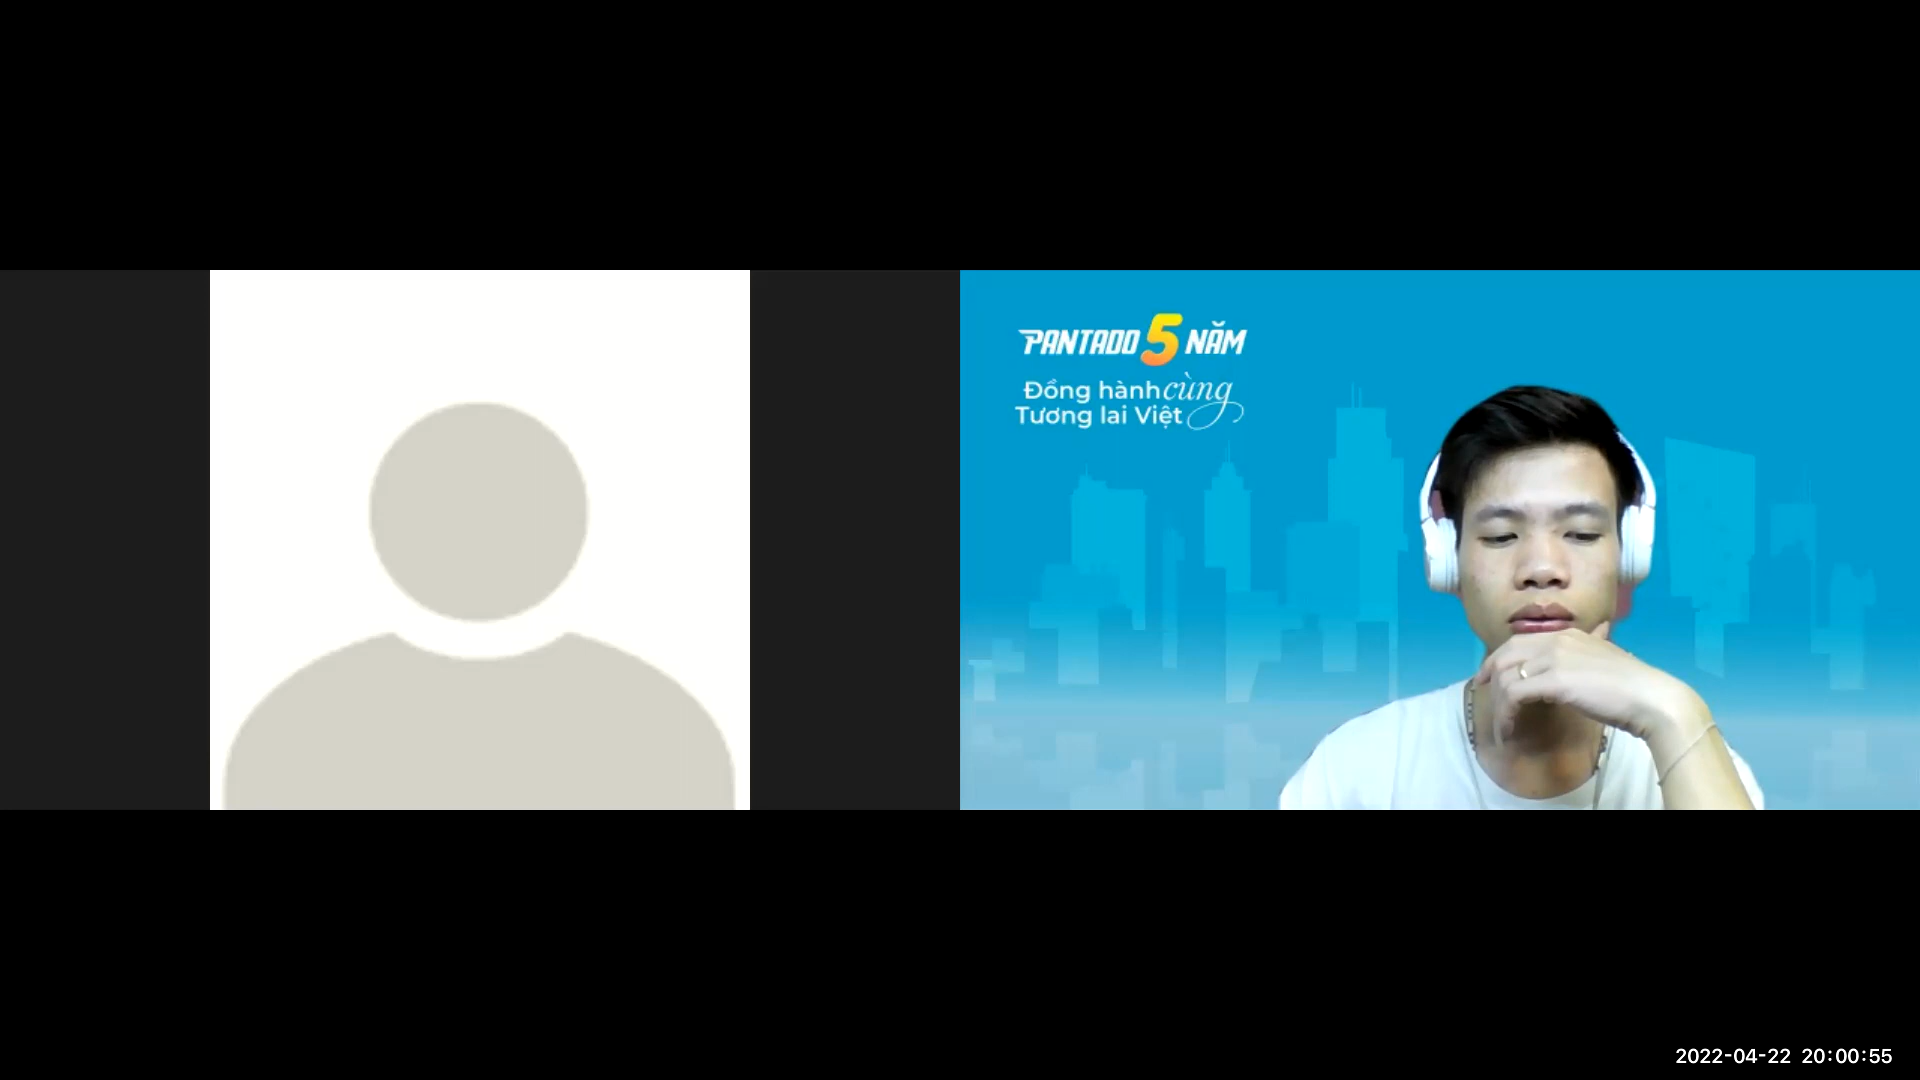 PANTADO 5 NĂM
Đồng hành cùng
Tương lai Việt
2022-04-22 20:00:55